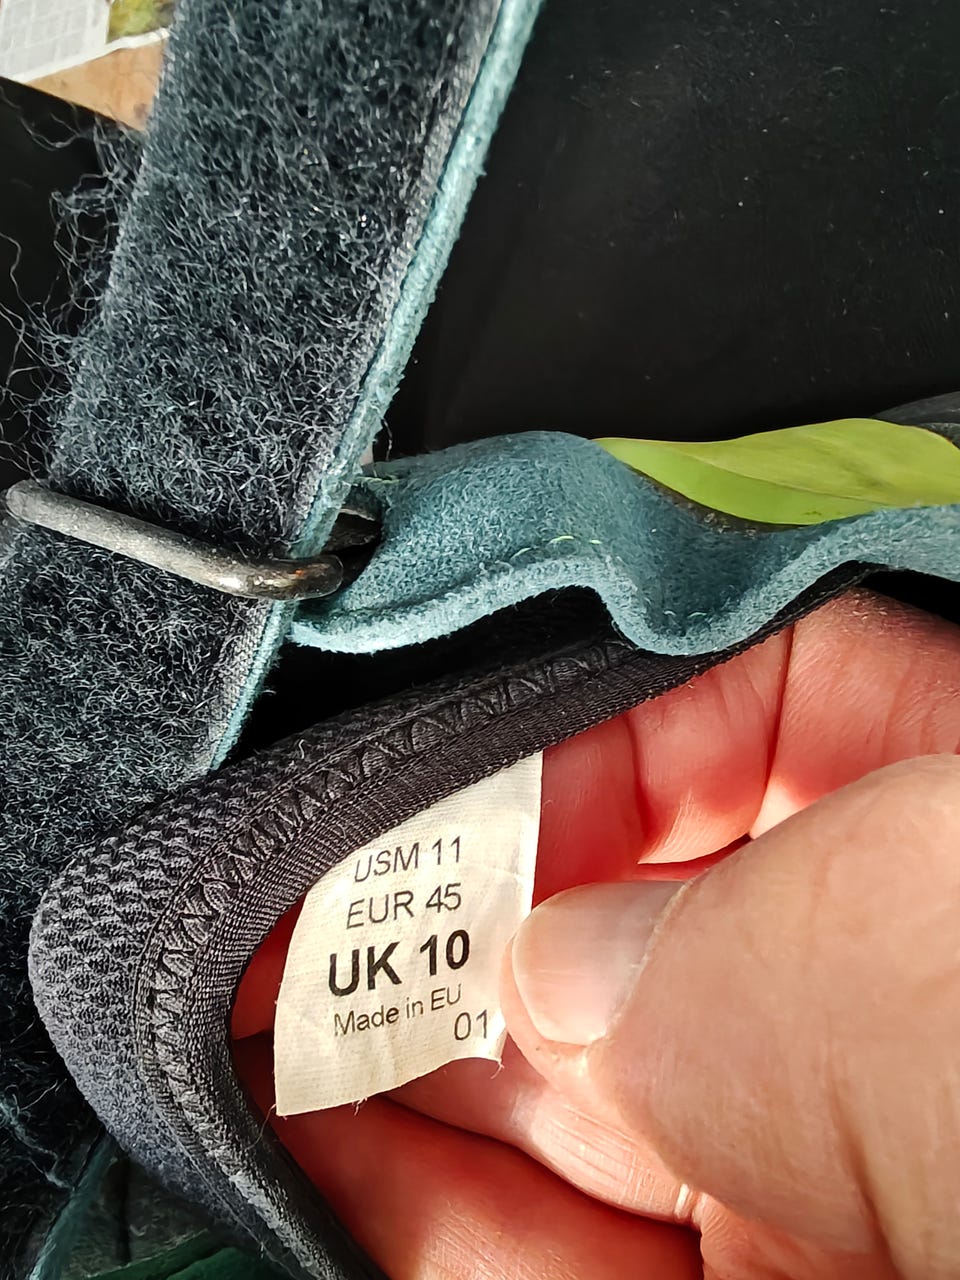 USM 11
EUR 45
UK 10
Made in EU
01